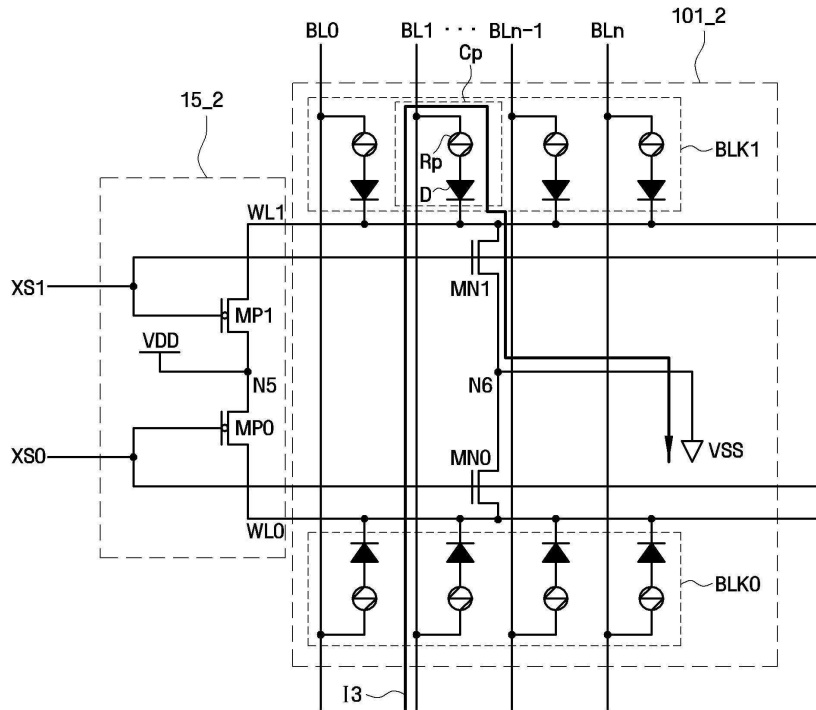 101_2
BL0 BL1 ··· BLn-1 BLn
Cp
15_2
Rp
BLK1
D
WL1
XS1
MN1
MP1
VDD
N5
N6
MP0
VSS
XS0
MN0
WL0
BLK0
I3